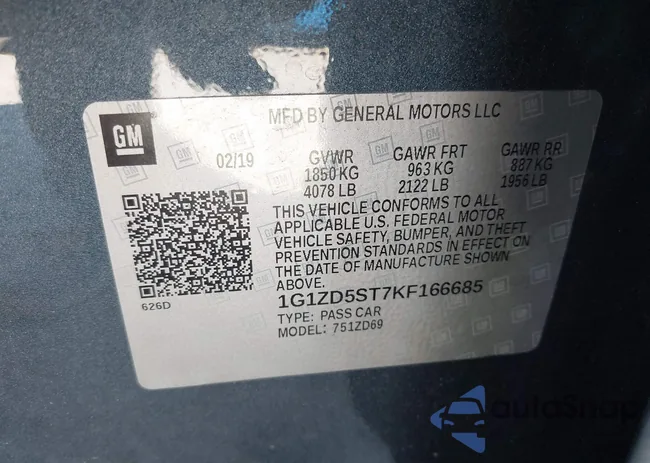 MFD BY GENERAL MOTORS LLC
GM
02/19 GVWR GAWR FRT GAWR RR
1850 KG 963 KG 887 KG
4078 LB 2122 LB 1956 LB
THIS VEHICLE CONFORMS TO ALL
APPLICABLE U.S. FEDERAL MOTOR
VEHICLE SAFETY, BUMPER, AND THEFT
PREVENTION STANDARDS IN EFFECT ON
THE DATE OF MANUFACTURE SHOWN
ABOVE.
626D
1G1ZD5ST7KF166685
TYPE: PASS CAR
MODEL: 751ZD69
autoShop